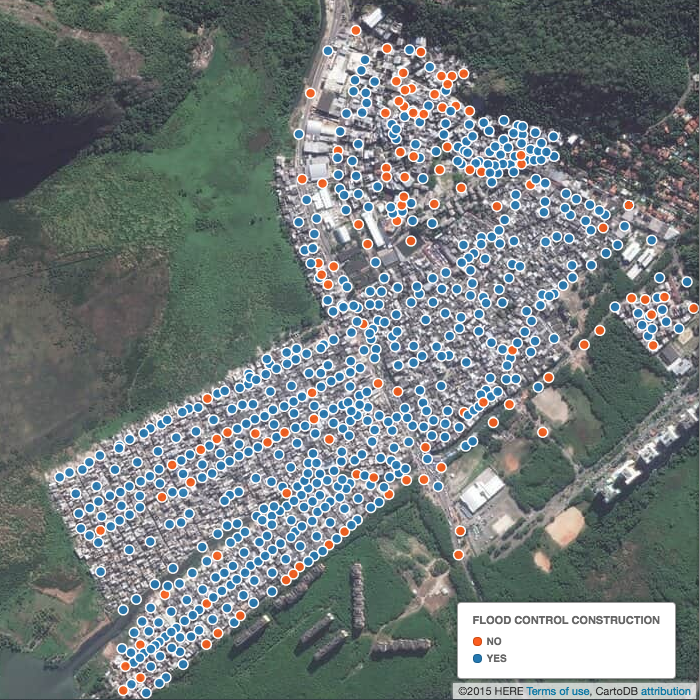 FLOOD CONTROL CONSTRUCTION
NO
YES
©2015 HERE Terms of use, CartoDB attribution